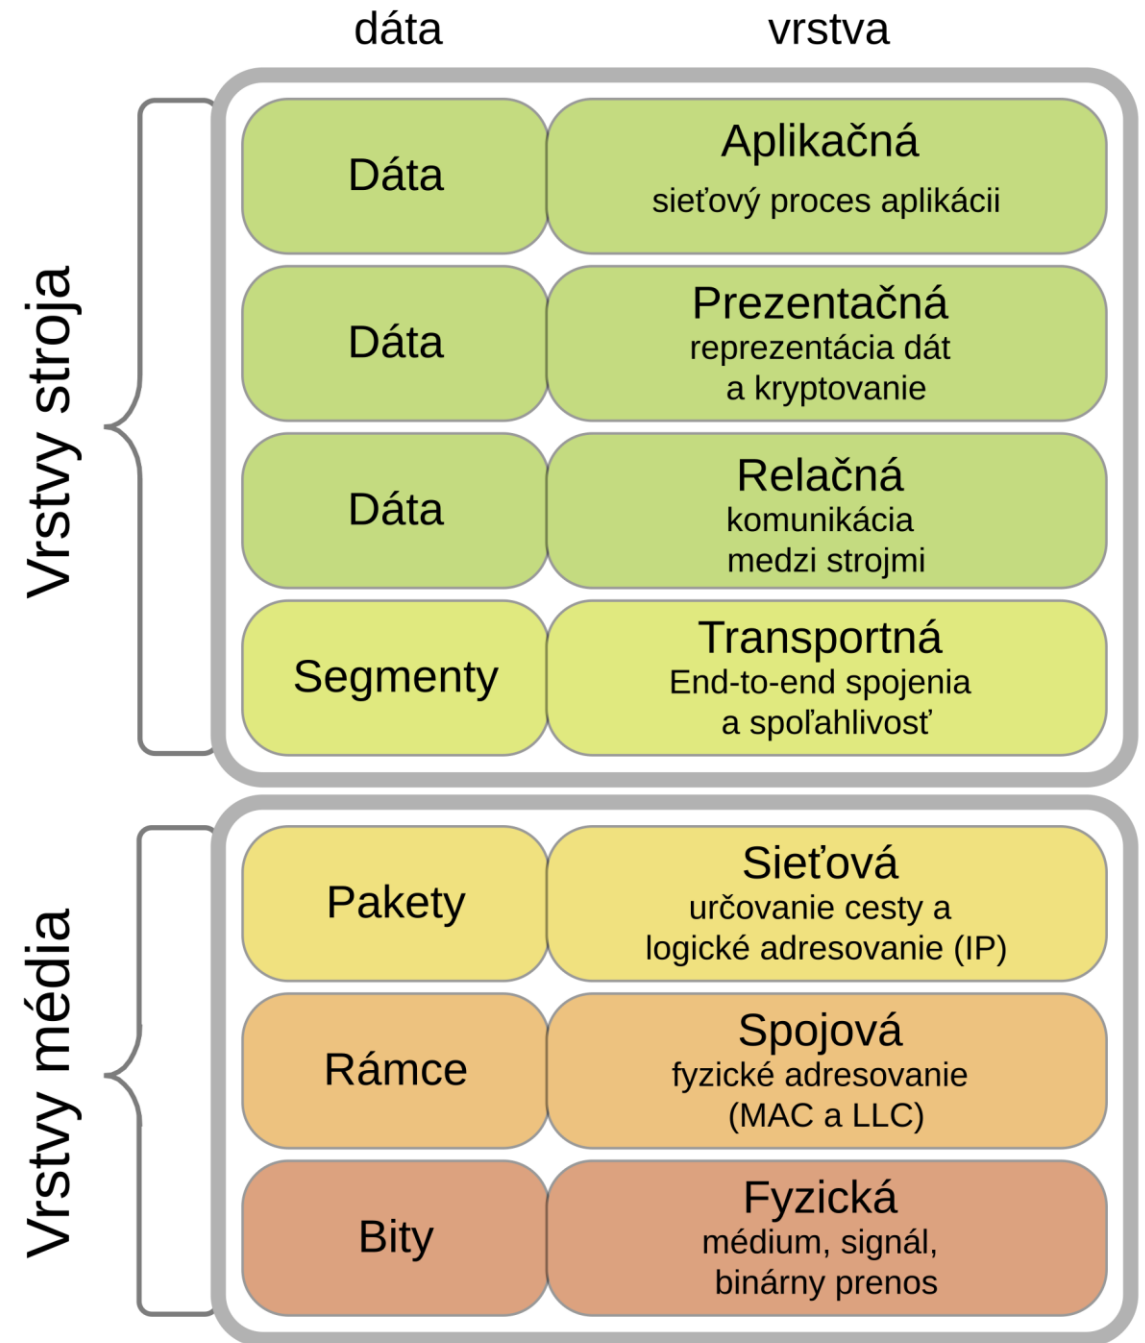 dáta vrstva
Vrstvy stroja
Dáta
Aplikačná
sieťový proces aplikácii
Dáta
Prezentačná
reprezentácia dát
a kryptovanie
Dáta
Relačná
komunikácia
medzi strojmi
Segmenty
Transportná
End-to-end spojenia
a spoľahlivosť
Vrstvy média
Pakety
Sieťová
určovanie cesty a
logické adresovanie (IP)
Rámce
Spojová
fyzické adresovanie
(MAC a LLC)
Bity
Fyzická
médium, signál,
binárny prenos